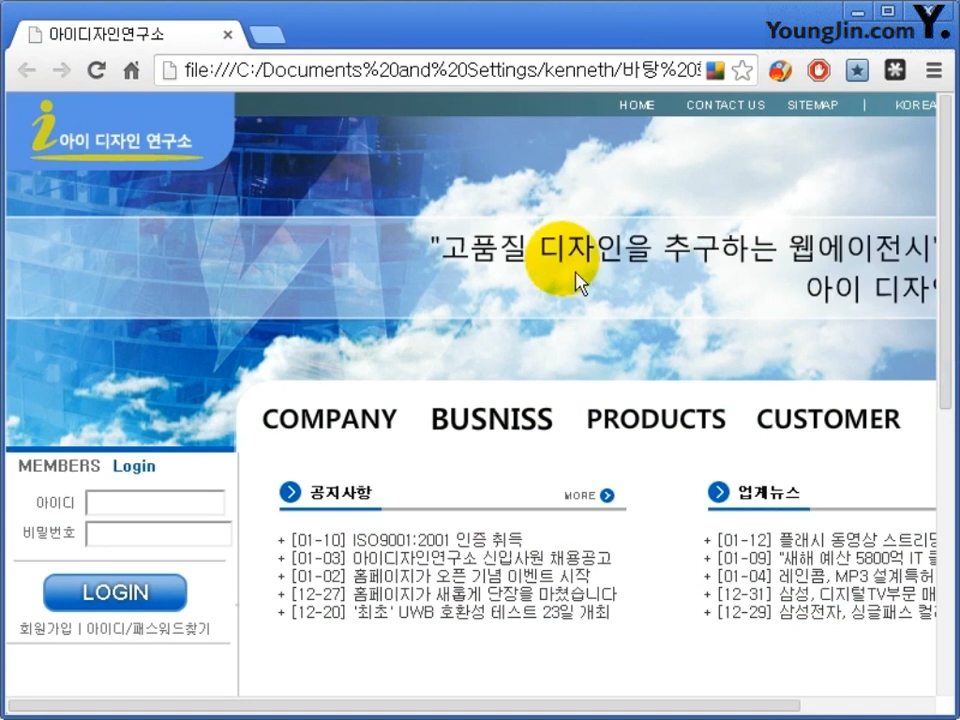 아이디자인연구소
YoungJin.com Y.
file:///C:/Documents%20and%20Settings/kenneth/바탕%20
HOME CONTACT US SITEMAP | KOREA
i 아이 디자인 연구소
"고품질 디자인을 추구하는 웹에이전시"
아이 디자
COMPANY BUSNISS PRODUCTS CUSTOMER
MEMBERS Login
아이디
비밀번호
LOGIN
회원가입 | 아이디/패스워드찾기
공지사항 MORE
+ [01-10] ISO9001:2001 인증 취득
+ [01-03] 아이디자인연구소 신입사원 채용공고
+ [01-02] 홈페이지가 오픈 기념 이벤트 시작
+ [12-27] 홈페이지가 새롭게 단장을 마쳤습니다
+ [12-20] '최초' UWB 호환성 테스트 23일 개최
업계뉴스
+ [01-12] 플래시 동영상 스트리밍
+ [01-09] "새해 예산 5800억 IT
+ [01-04] 레인콤, MP3 설계특허
+ [12-31] 삼성, 디지털TV부문 매
+ [12-29] 삼성전자, 싱글패스 컬